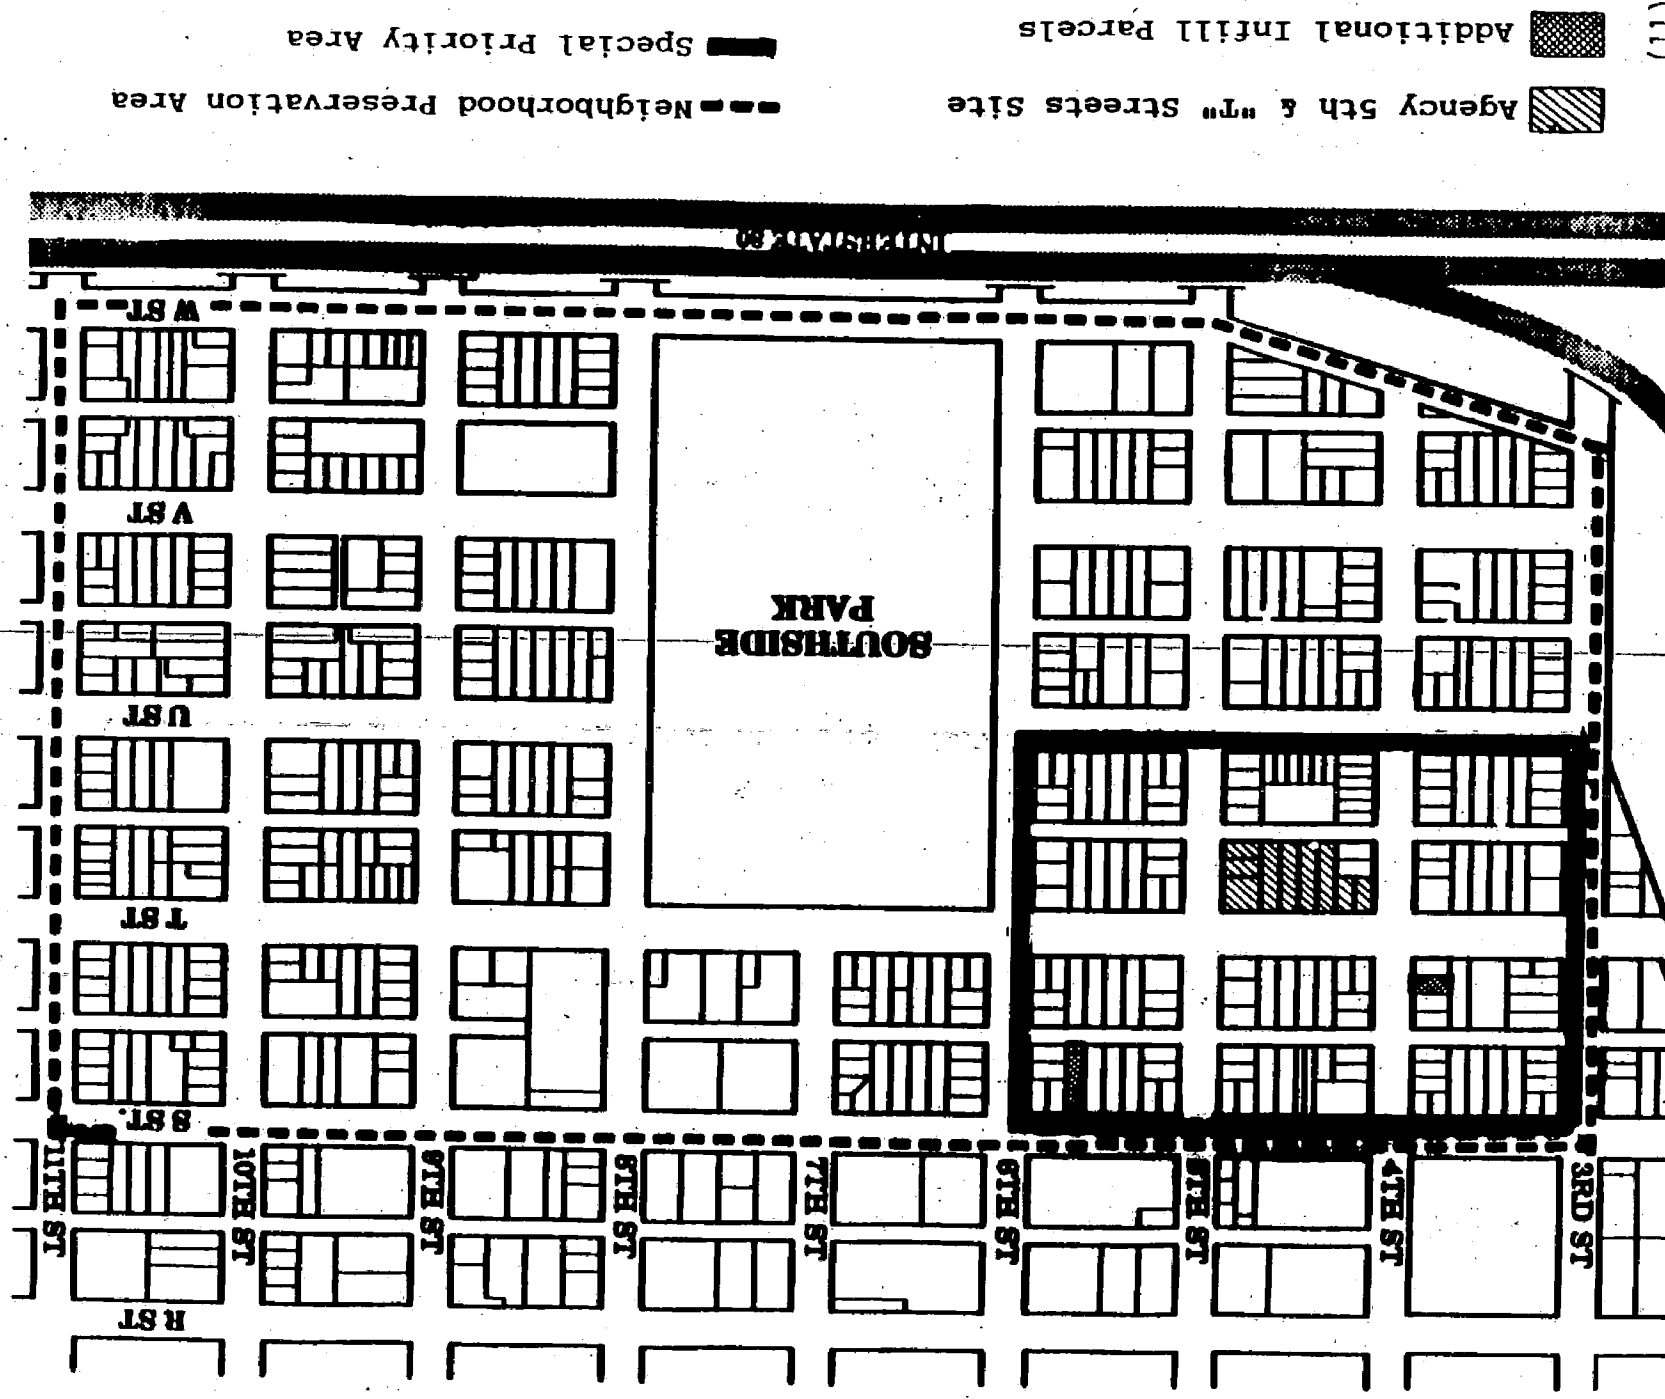 R ST
3RD ST
4TH ST
5TH ST
6TH ST
7TH ST
8TH ST
9TH ST
10TH ST
11TH ST
S ST.
T ST
U ST
SOUTHSIDE
PARK
V ST
W ST
INTERSTATE 80
Agency 5th & "T" Streets Site
Neighborhood Preservation Area
(11)
Additional Infill Parcels
Special Priority Area